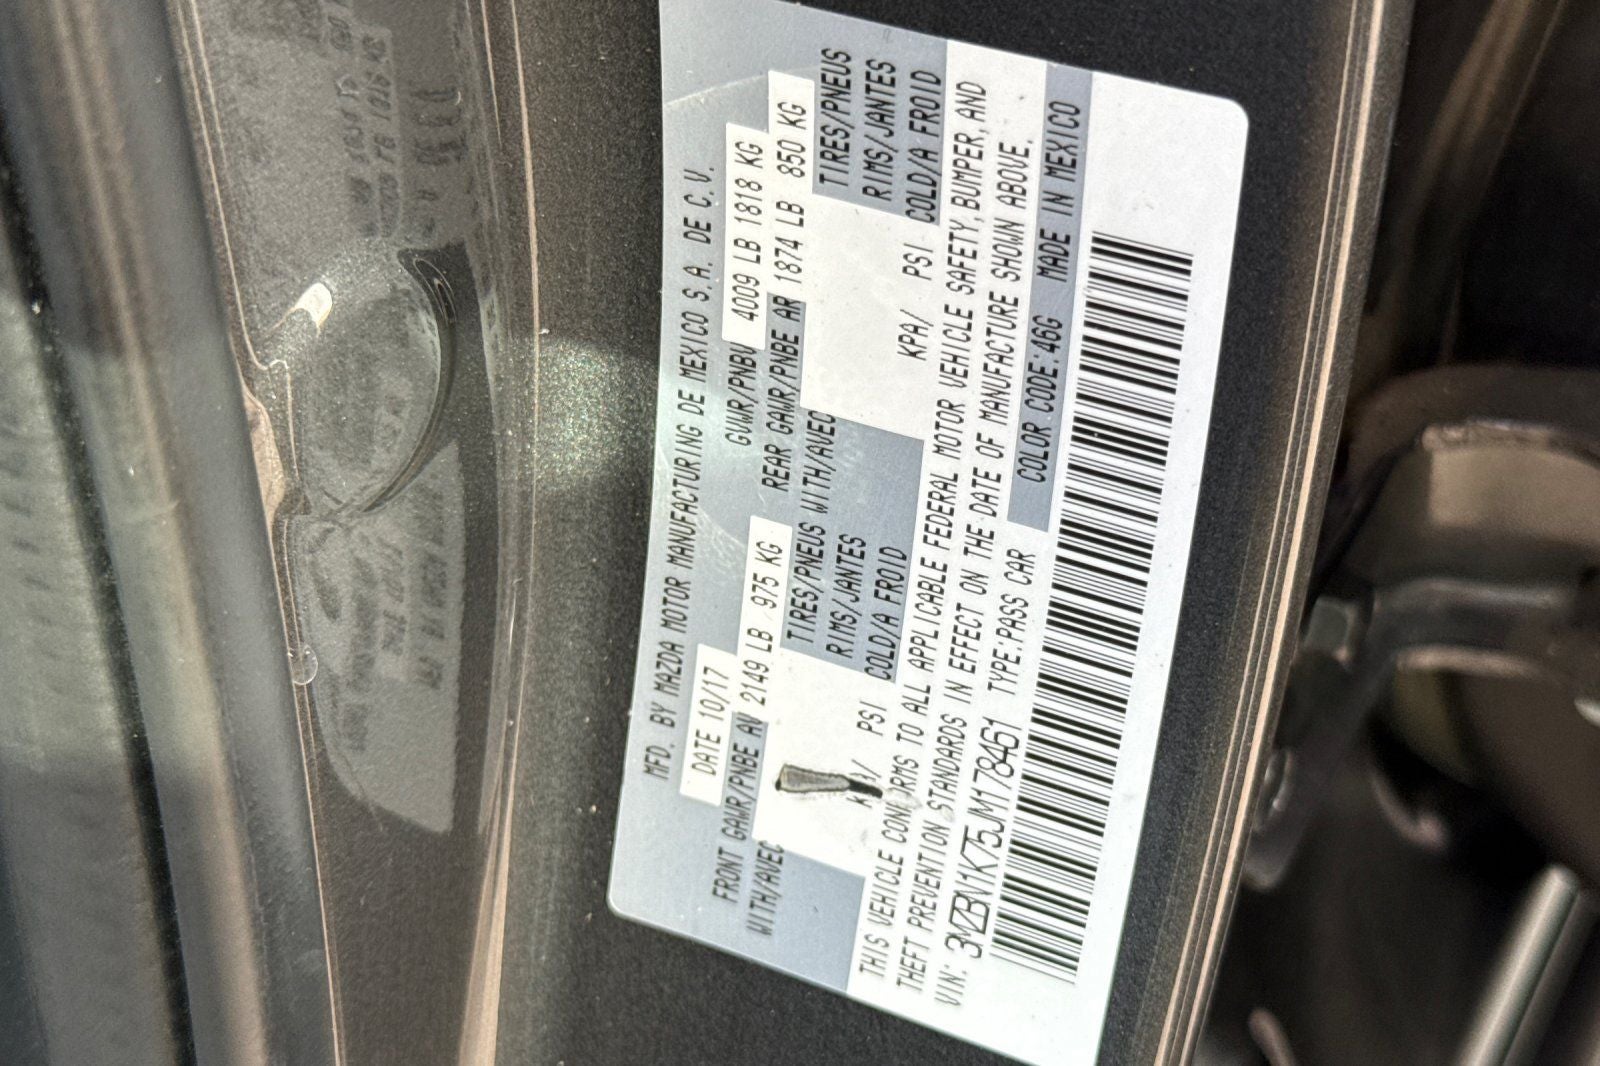 MFD. BY MAZDA MOTOR MANUFACTURING DE MEXICO S.A. DE C.V.
DATE 10/17 GVWR/PNBV 4009 LB 1818 KG
FRONT GAWR/PNBE AV 2149 LB 975 KG REAR GAWR/PNBE AR 1874 LB 850 KG
WITH/AVEC TIRES/PNEUS WITH/AVEC TIRES/PNEUS
RIMS/JANTES RIMS/JANTES
PSI COLD/A FROID KPA/ PSI COLD/A FROID
THIS VEHICLE CONFORMS TO ALL APPLICABLE FEDERAL MOTOR VEHICLE SAFETY, BUMPER, AND
THEFT PREVENTION STANDARDS IN EFFECT ON THE DATE OF MANUFACTURE SHOWN ABOVE.
VIN: 3MZBN1K75JM178461 TYPE:PASS CAR COLOR CODE:46G MADE IN MEXICO